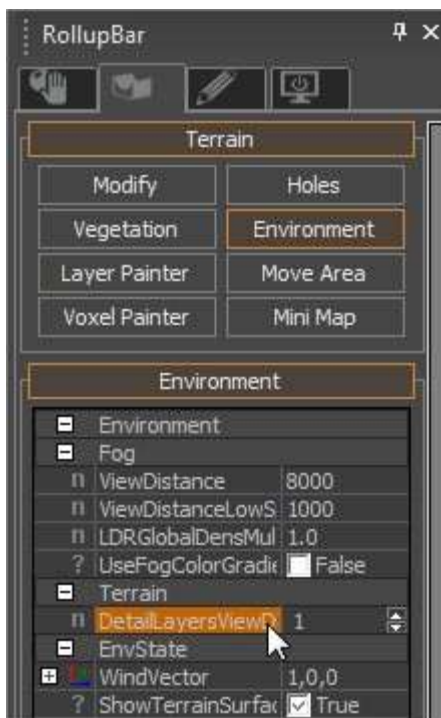 RollupBar
Terrain
Modify Holes
Vegetation Environment
Layer Painter Move Area
Voxel Painter Mini Map
Environment
Environment
Fog
n ViewDistance 8000
n ViewDistanceLowS 1000
n LDRGlobalDensMul 1.0
? UseFogColorGradie False
Terrain
n DetailLayersViewD 1
EnvState
WindVector 1,0,0
? ShowTerrainSurfac True